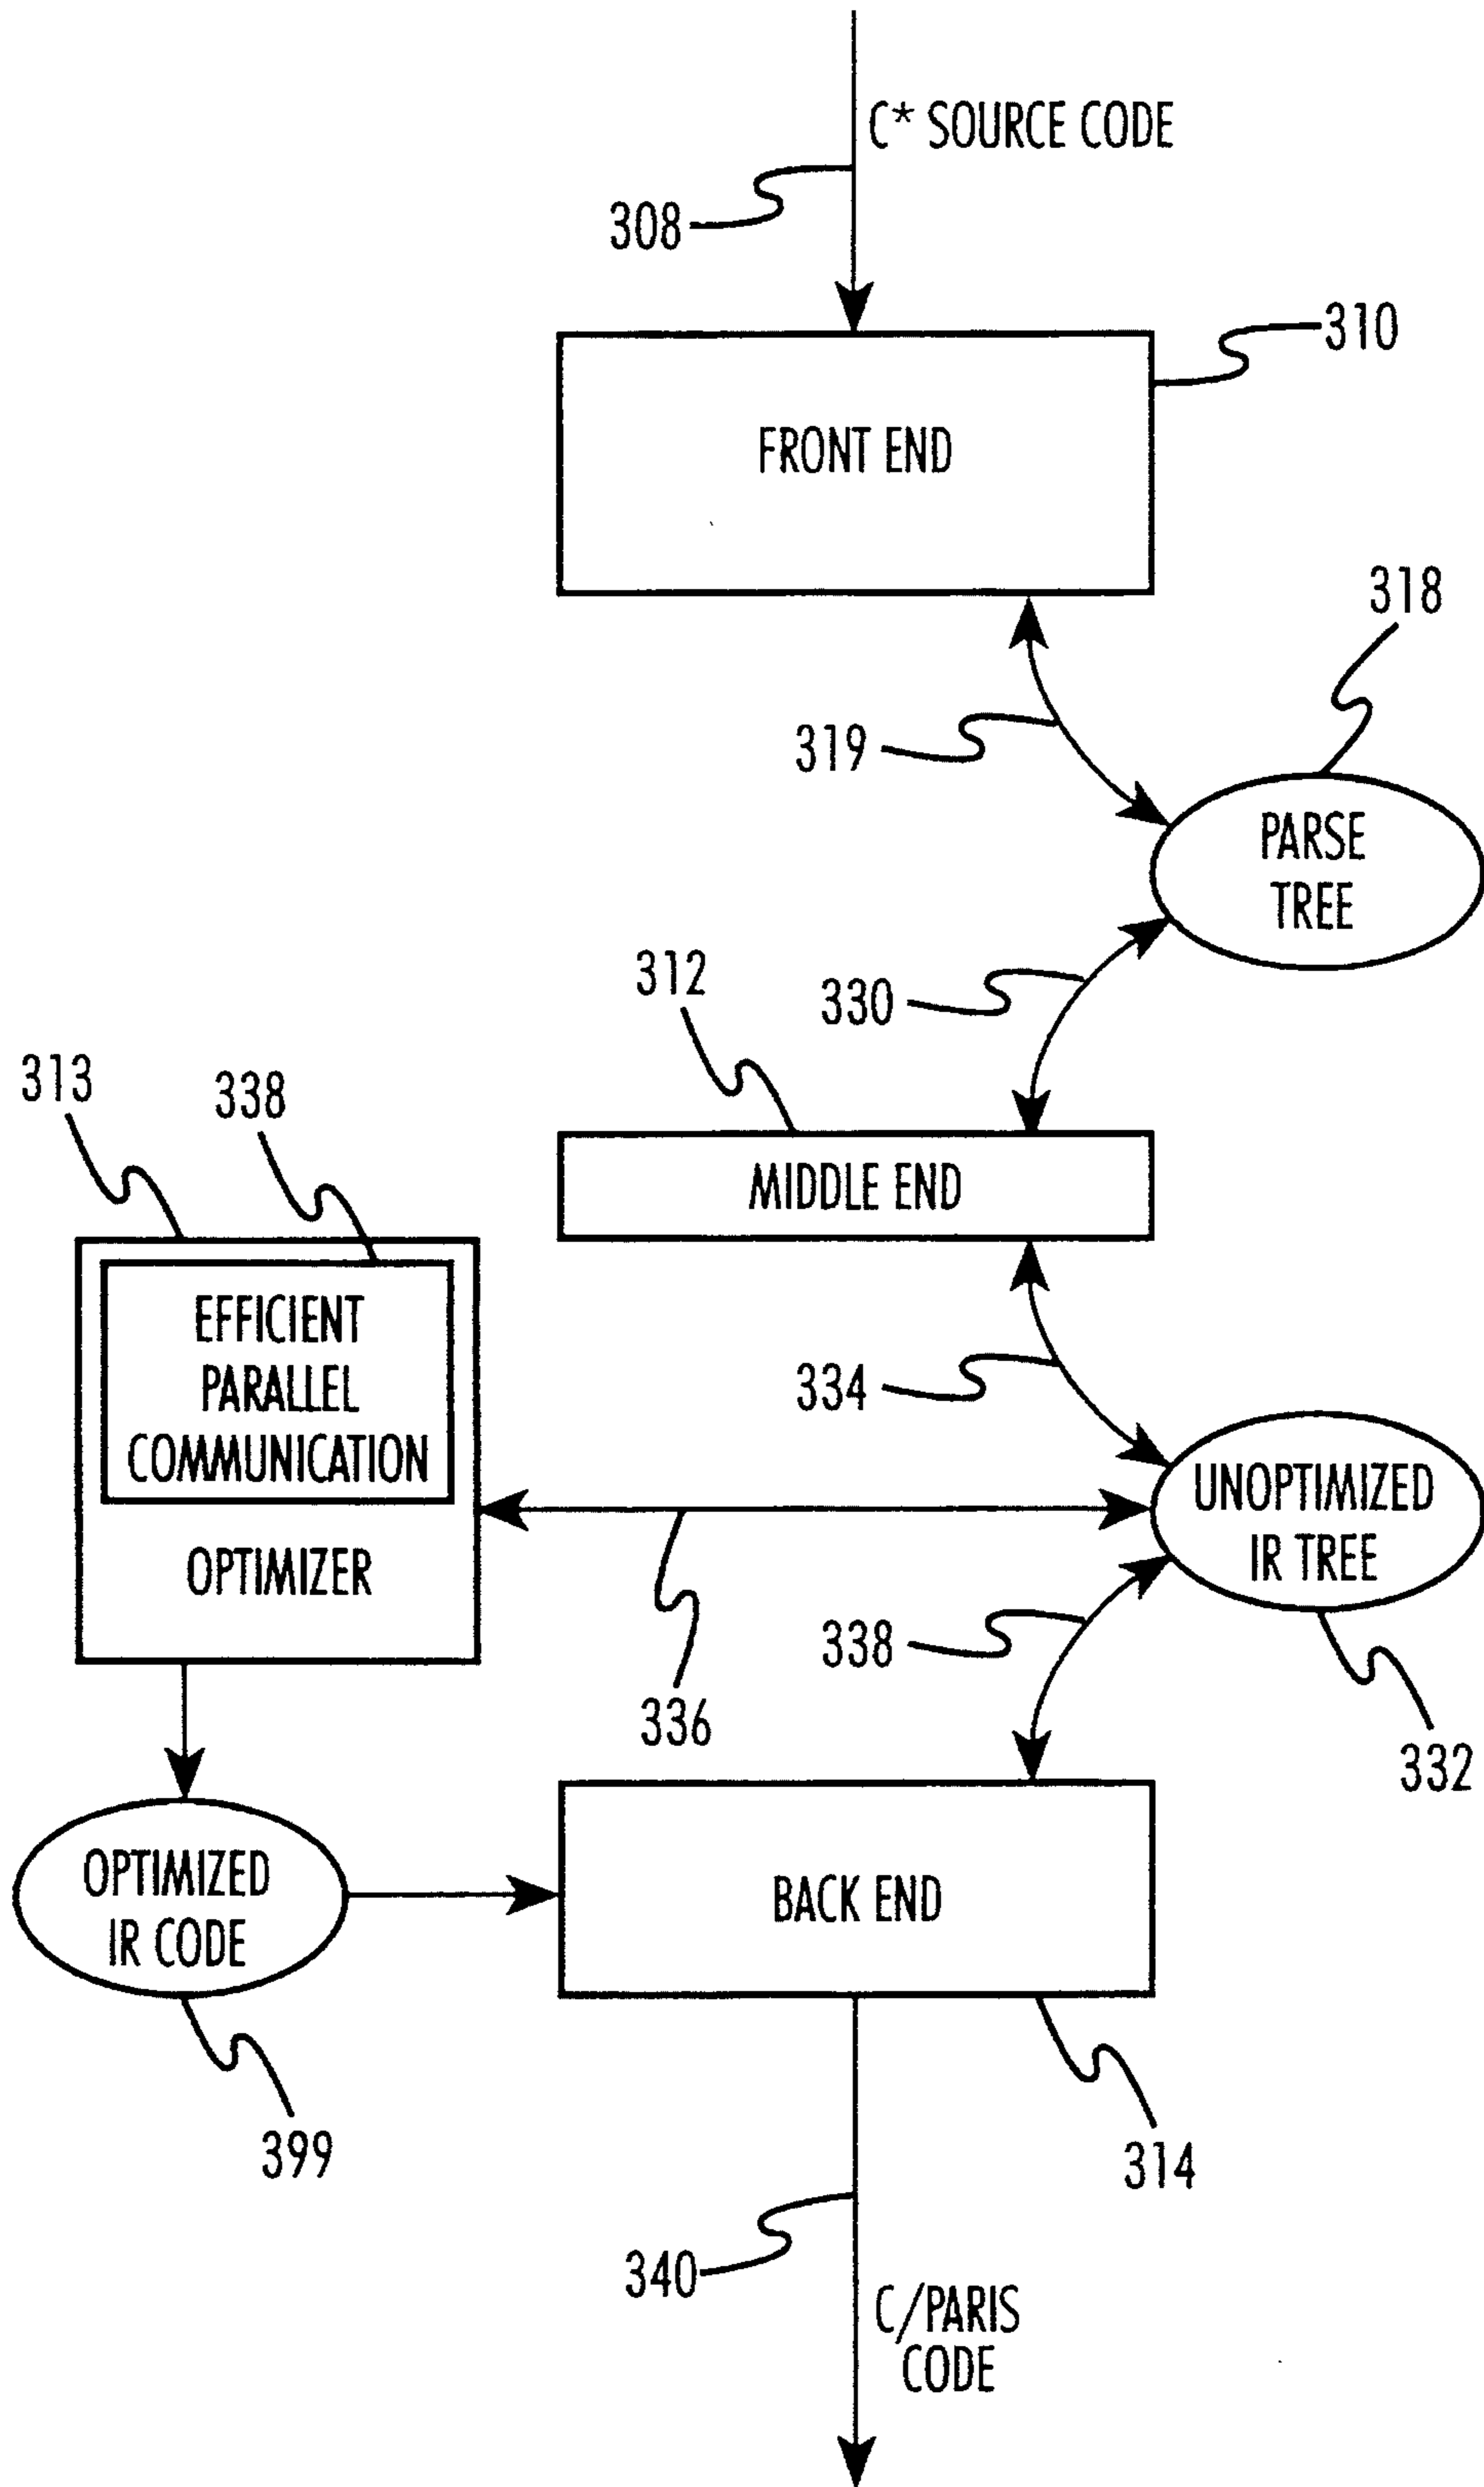 C* SOURCE CODE
308
310
FRONT END
318
319
PARSE
TREE
312
330
313
338
MIDDLE END
EFFICIENT
PARALLEL
COMMUNICATION
334
UNOPTIMIZED
IR TREE
OPTIMIZER
338
336
332
OPTIMIZED
IR CODE
BACK END
399
314
340
C/PARIS
CODE